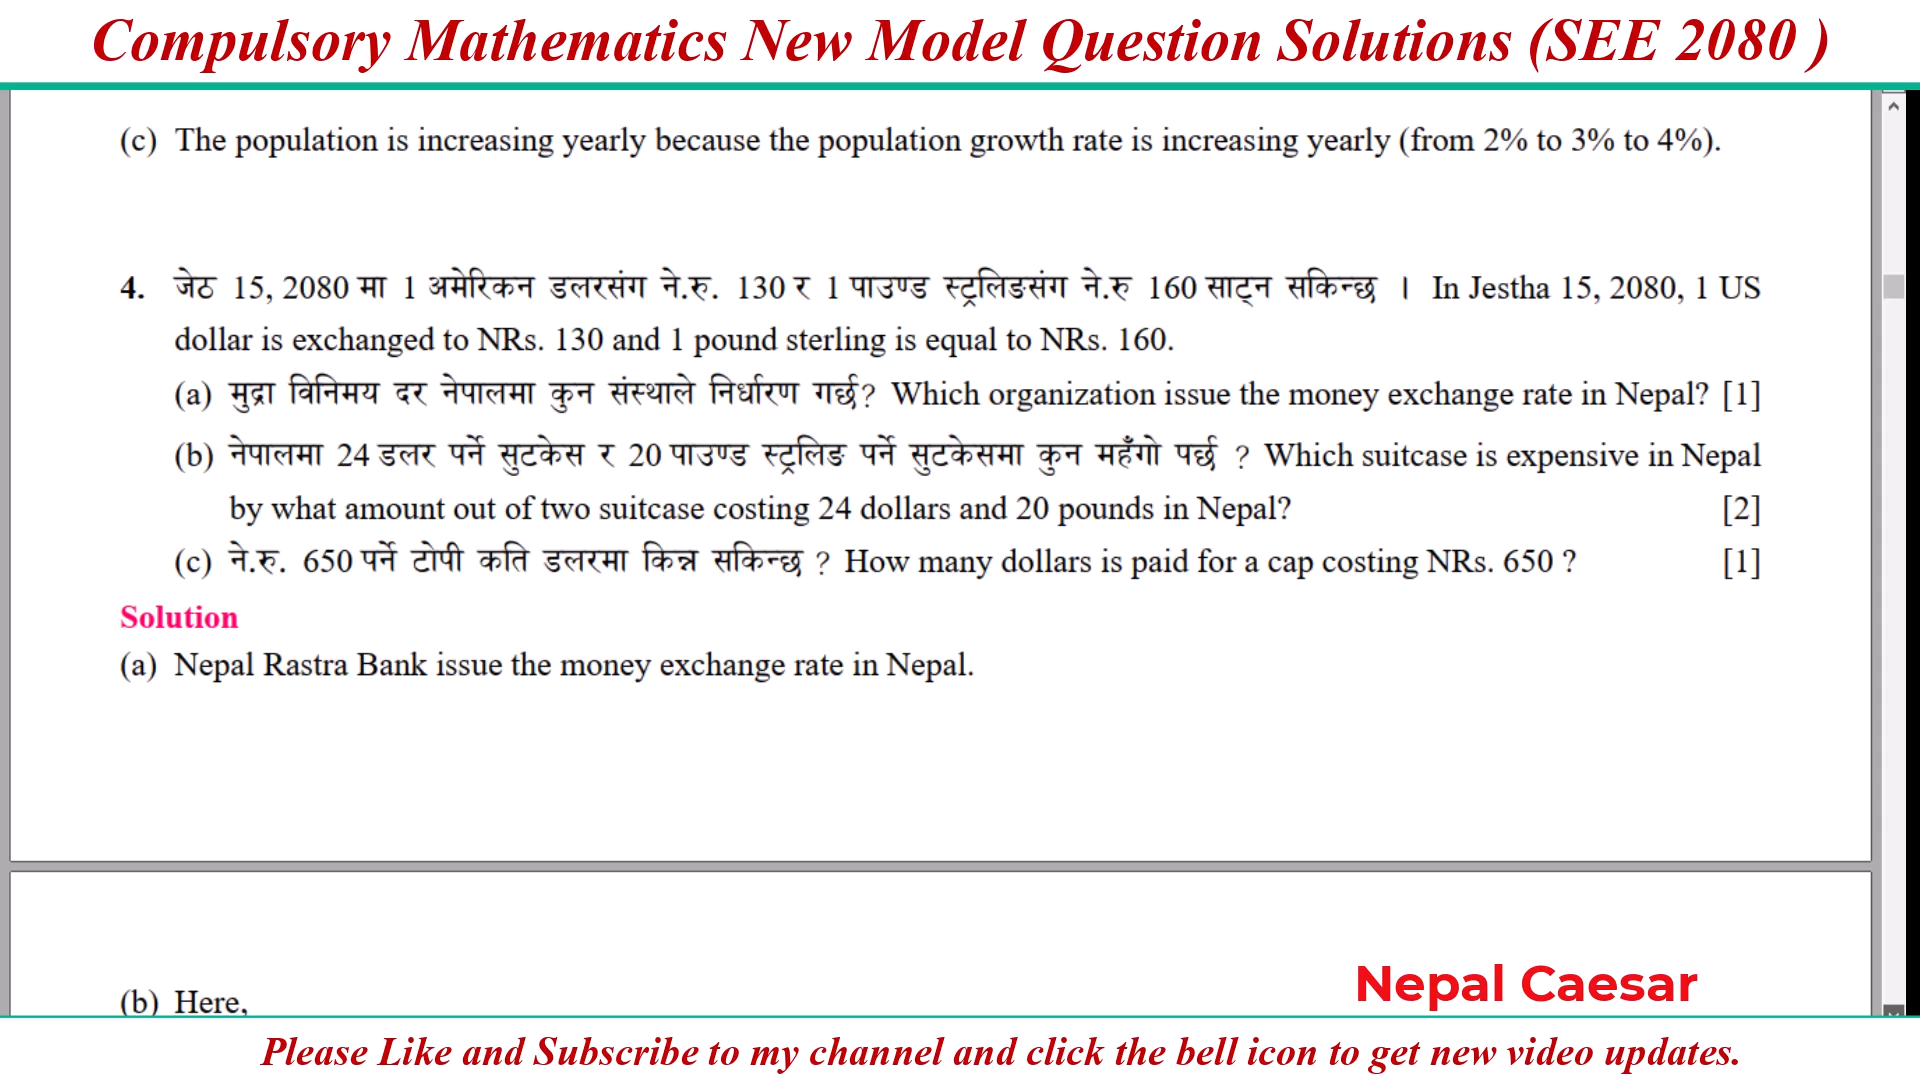 Compulsory Mathematics New Model Question Solutions (SEE 2080 )
(c) The population is increasing yearly because the population growth rate is increasing yearly (from 2% to 3% to 4%).
4. जेठ 15, 2080 मा 1 अमेरिकन डलरसंग ने.रु. 130 र 1 पाउण्ड स्ट्रलिङसंग ने.रु 160 साट्न सकिन्छ । In Jestha 15, 2080, 1 US
dollar is exchanged to NRs. 130 and 1 pound sterling is equal to NRs. 160.
(a) मुद्रा विनिमय दर नेपालमा कुन संस्थाले निर्धारण गर्छ? Which organization issue the money exchange rate in Nepal? [1]
(b) नेपालमा 24 डलर पर्ने सुटकेस र 20 पाउण्ड स्ट्रलिङ पर्ने सुटकेसमा कुन महँगो पर्छ ? Which suitcase is expensive in Nepal
by what amount out of two suitcase costing 24 dollars and 20 pounds in Nepal? [2]
(c) ने.रु. 650 पर्ने टोपी कति डलरमा किन्न सकिन्छ ? How many dollars is paid for a cap costing NRs. 650 ? [1]
Solution
(a) Nepal Rastra Bank issue the money exchange rate in Nepal.
(b) Here,
Nepal Caesar
Please Like and Subscribe to my channel and click the bell icon to get new video updates.